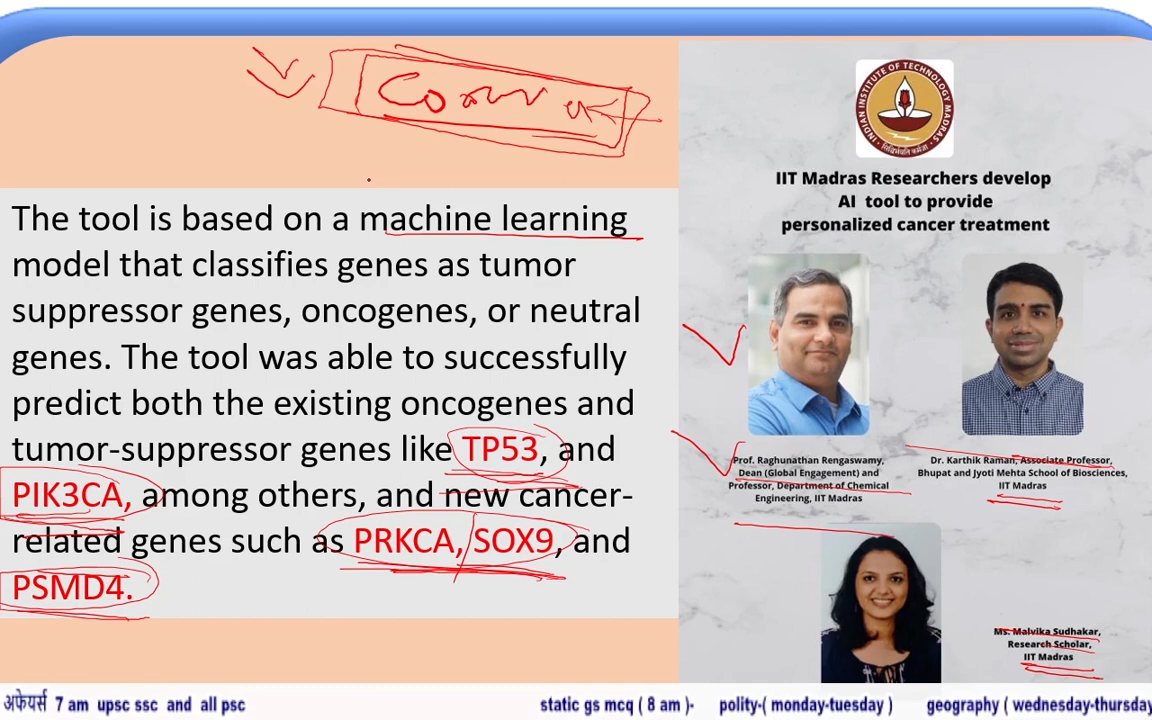 The tool is based on a machine learning
model that classifies genes as tumor
suppressor genes, oncogenes, or neutral
genes. The tool was able to successfully
predict both the existing oncogenes and
tumor-suppressor genes like TP53, and
PIK3CA, among others, and new cancer-
related genes such as PRKCA, SOX9, and
PSMD4.
INDIAN INSTITUTE OF TECHNOLOGY MADRAS
IIT Madras Researchers develop
AI tool to provide
personalized cancer treatment
Prof. Raghunathan Rengaswamy,
Dean (Global Engagement) and
Professor, Department of Chemical
Engineering, IIT Madras
Dr. Karthik Raman, Associate Professor,
Bhupat and Jyoti Mehta School of Biosciences,
IIT Madras
Ms. Malvika Sudhakar,
Research Scholar,
IIT Madras
अफेयर्स 7 am upsc ssc and all psc static gs mcq ( 8 am )- polity-( monday-tuesday ) geography ( wednesday-thursday